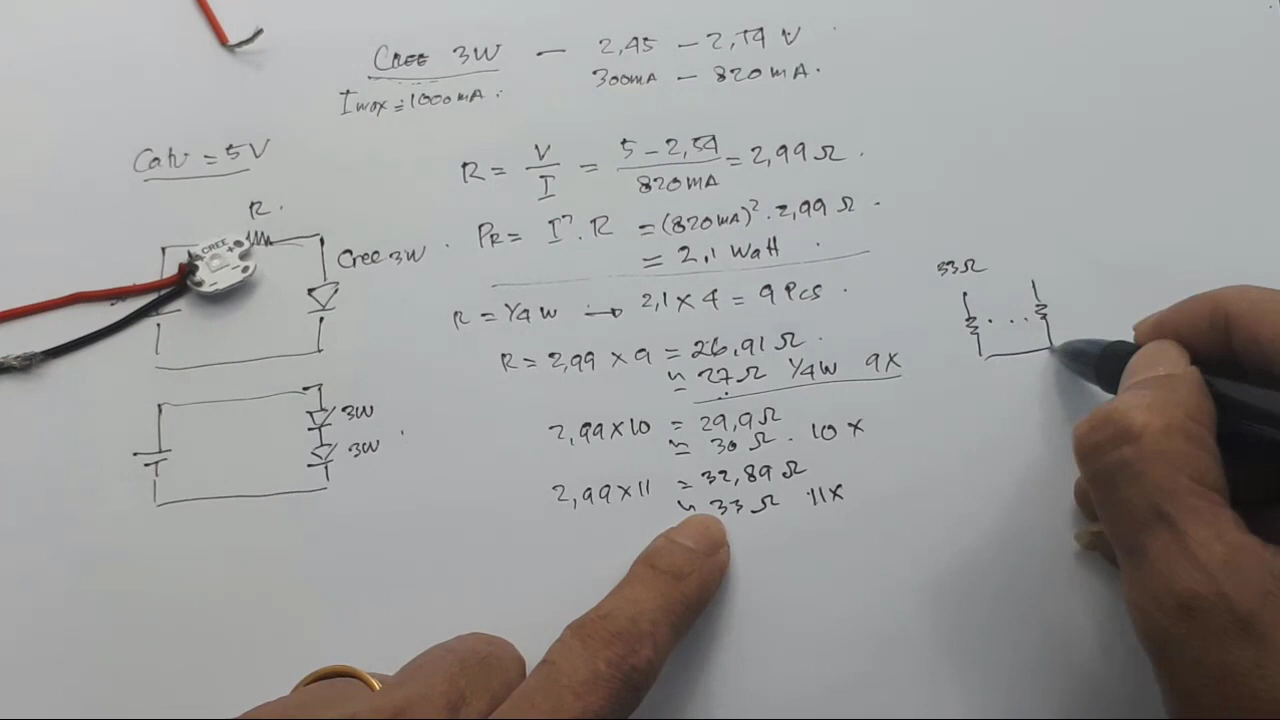 CREE 3W — 2,45 – 2,54 V
Imax = 1000mA.
300mA – 820mA.
Catu = 5V
R = V/I = 5 – 2,54 / 820mA = 2,99 Ω.
R.
CREE
Cree 3W.
PR = I². R = (820mA)². 2,99 Ω.
= 2,1 Watt
R = 1/4W → 2,1 x 4 = 9 Pcs.
R = 2,99 x 9 = 26,91 Ω.
≈ 27Ω 1/4W 9X
3W
3W
2,99 x 10 = 29,9 Ω
≈ 30 Ω. 10 x
2,99 x 11 = 32,89 Ω
≈ 33 Ω 11x
33Ω